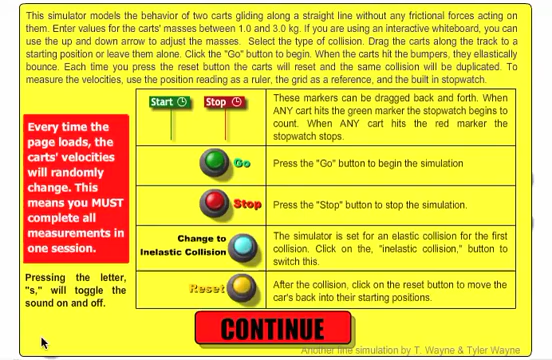 This simulator models the behavior of two carts gliding along a straight line without any frictional forces acting on
them. Enter values for the carts' masses between 1.0 and 3.0 kg. If you are using an interactive whiteboard, you can
use the up and down arrow to adjust the masses. Select the type of collision. Drag the carts along the track to a
starting position or leave them alone. Click the "Go" button to begin. When the carts hit the bumpers, they ellastically
bounce. Each time you press the reset button the carts will reset and the same collision will be duplicated. To
measure the velocities, use the position reading as a ruler, the grid as a reference, and the built in stopwatch.
Every time the
page loads, the
carts' velocities
will randomly
change. This
means you MUST
complete all
measurements in
one session.
Pressing the letter,
"s," will toggle the
sound on and off.
Start Stop
These markers can be dragged back and forth. When
ANY cart hits the green marker the stopwatch begins to
count. When ANY cart hits the red marker the
stopwatch stops.
Go
Press the "Go" button to begin the simulation
Stop
Press the "Stop" button to stop the simulation.
Change to
Inelastic Collision
The simulator is set for an elastic collision for the first
collision. Click on the, "inelastic collision," button to
switch this.
Reset
After the collision, click on the reset button to move the
car's back into their starting positions.
CONTINUE
Another fine simulation by T. Wayne & Tyler Wayne